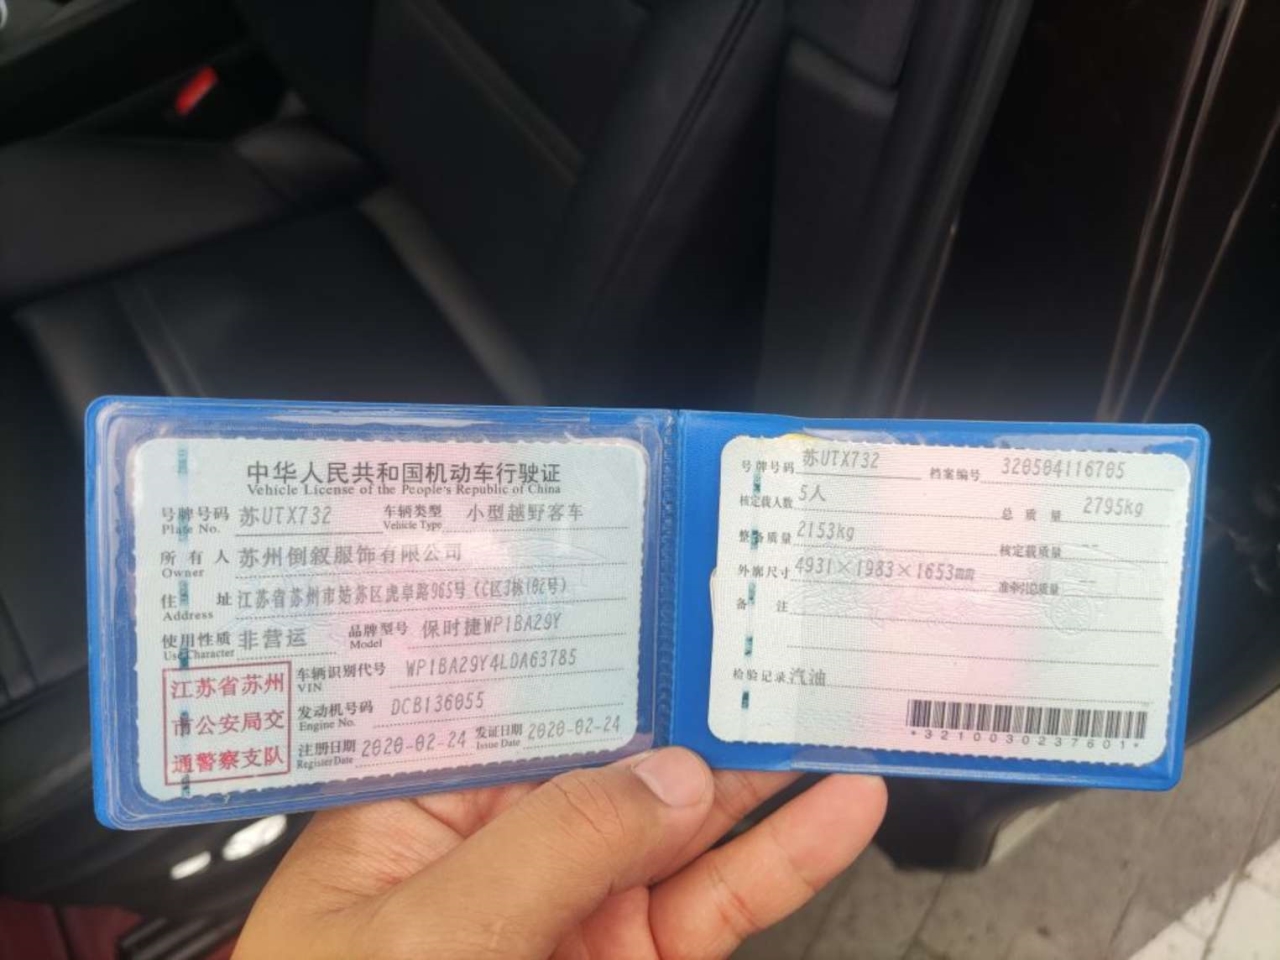 中华人民共和国机动车行驶证
Vehicle License of the People's Republic of China
号牌号码 苏UTX732 车辆类型 小型越野客车
Plate No. Vehicle Type
所有人 苏州倒叙服饰有限公司
Owner
住址 江苏省苏州市姑苏区虎阜路965号(C区3栋102号)
Address
使用性质 非营运 品牌型号 保时捷WP1BA29Y
Use Character Model
江苏省苏州
市公安局交
通警察支队
车辆识别代号 WP1BA29Y4LDA63785
VIN
发动机号码 DCB136055
Engine No.
注册日期 2020-02-24 发证日期 2020-02-24
Register Date Issue Date
号牌号码 苏UTX732 档案编号 320504116705
核定载人数 5人 总质量 2795kg
整备质量 2153kg 核定载质量 --
外廓尺寸 4931×1983×1653 准牵引总质量 --
备注
检验记录 汽油
*3210030237601*